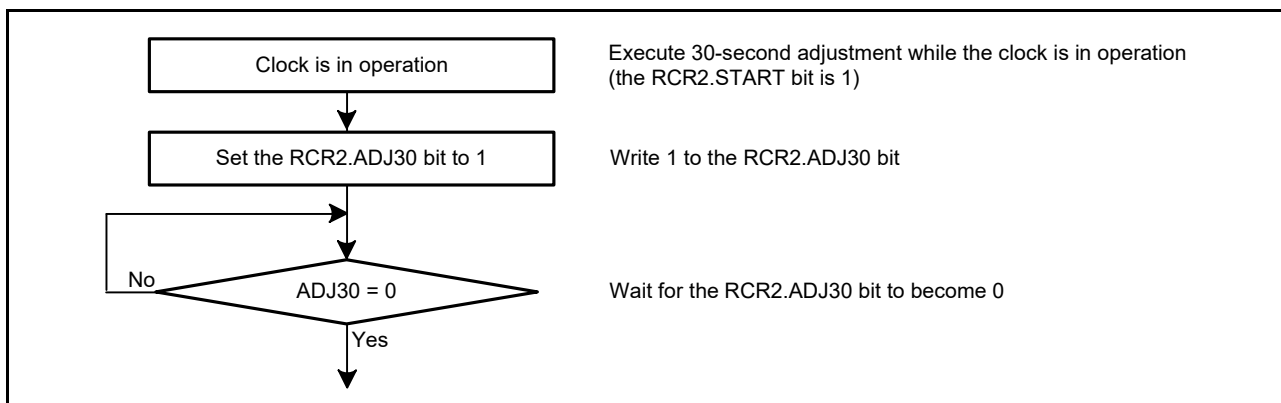 Clock is in operation
Execute 30-second adjustment while the clock is in operation
(the RCR2.START bit is 1)
Set the RCR2.ADJ30 bit to 1
Write 1 to the RCR2.ADJ30 bit
No
ADJ30 = 0
Wait for the RCR2.ADJ30 bit to become 0
Yes